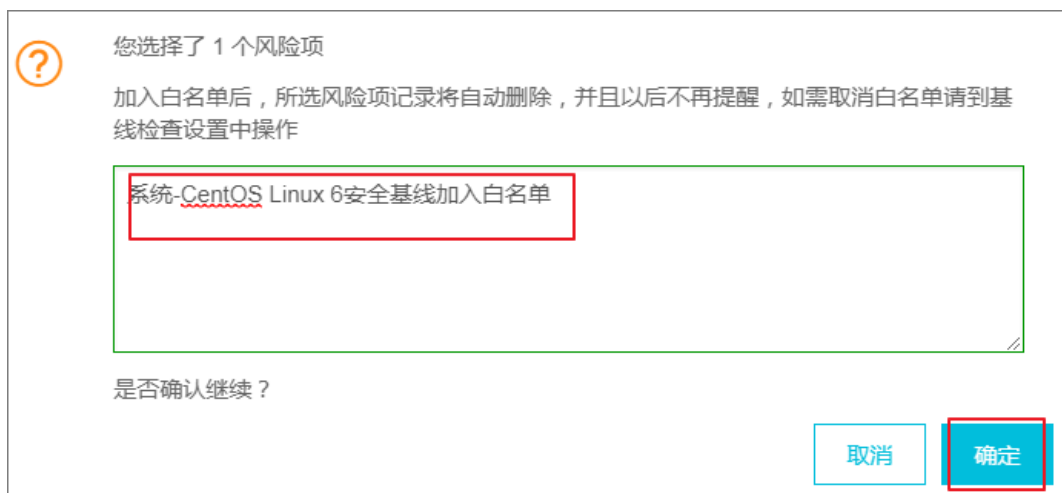 您选择了 1 个风险项
加入白名单后，所选风险项记录将自动删除，并且以后不再提醒，如需取消白名单请到基
线检查设置中操作
系统-CentOS Linux 6安全基线加入白名单
是否确认继续？
取消
确定